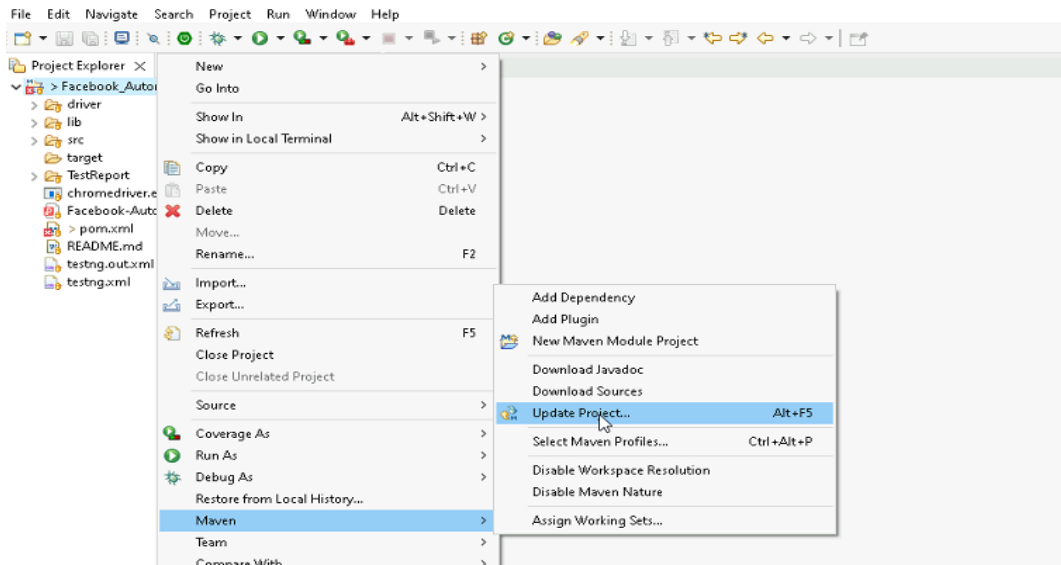 File Edit Navigate Search Project Run Window Help
Project Explorer
> Facebook_Autor
driver
lib
src
target
TestReport
chromedriver.e
Facebook-Auto
> pom.xml
README.md
testng.out.xml
testng.xml
New
Go Into
Show In Alt+Shift+W >
Show in Local Terminal
Copy Ctrl+C
Paste Ctrl+V
Delete Delete
Move...
Rename... F2
Import...
Export...
Refresh F5
Close Project
Close Unrelated Project
Source
Coverage As
Run As
Debug As
Restore from Local History...
Maven
Team
Compare With
Add Dependency
Add Plugin
New Maven Module Project
Download Javadoc
Download Sources
Update Project... Alt+F5
Select Maven Profiles... Ctrl+Alt+P
Disable Workspace Resolution
Disable Maven Nature
Assign Working Sets...